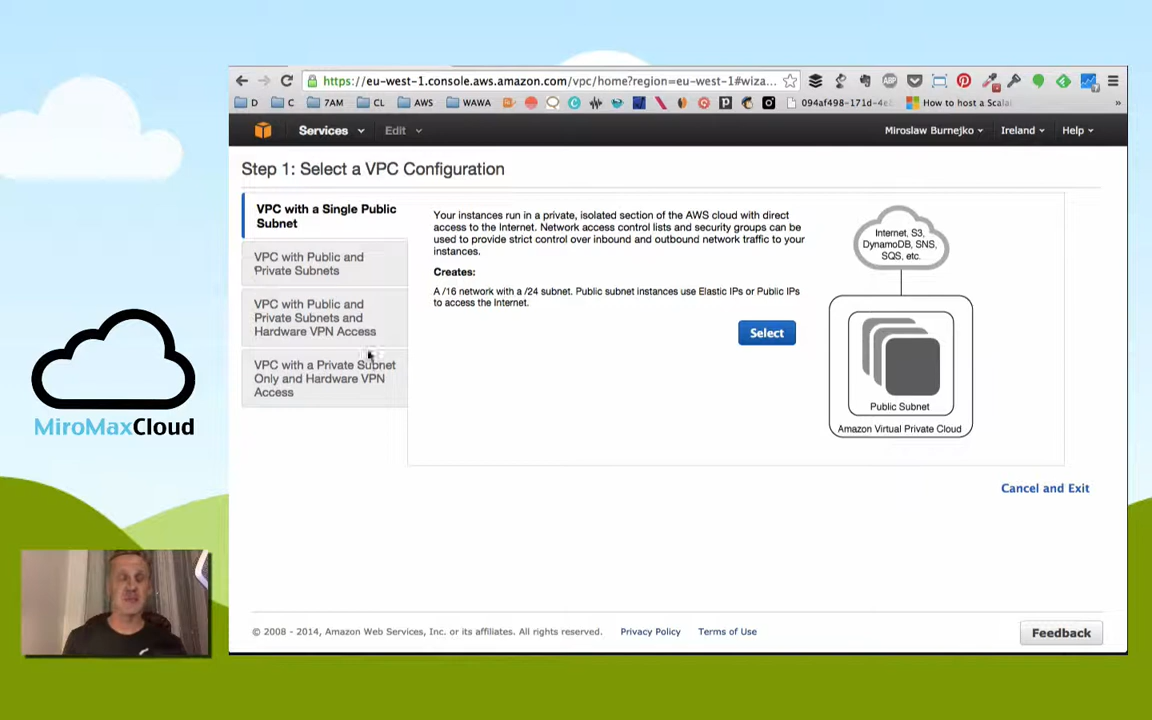 https://eu-west-1.console.aws.amazon.com/vpc/home?region=eu-west-1#wiza...
D C 7AM CL AWS WAWA How to host a Scala
Services Edit Miroslaw Burnejko Ireland Help
Step 1: Select a VPC Configuration
VPC with a Single Public
Subnet
VPC with Public and
Private Subnets
VPC with Public and
Private Subnets and
Hardware VPN Access
VPC with a Private Subnet
Only and Hardware VPN
Access
Your instances run in a private, isolated section of the AWS cloud with direct
access to the Internet. Network access control lists and security groups can be
used to provide strict control over inbound and outbound network traffic to your
instances.
Creates:
A /16 network with a /24 subnet. Public subnet instances use Elastic IPs or Public IPs
to access the Internet.
Select
Internet, S3,
DynamoDB, SNS,
SQS, etc.
Public Subnet
Amazon Virtual Private Cloud
Cancel and Exit
MiroMaxCloud
© 2008 - 2014, Amazon Web Services, Inc. or its affiliates. All rights reserved. Privacy Policy Terms of Use
Feedback